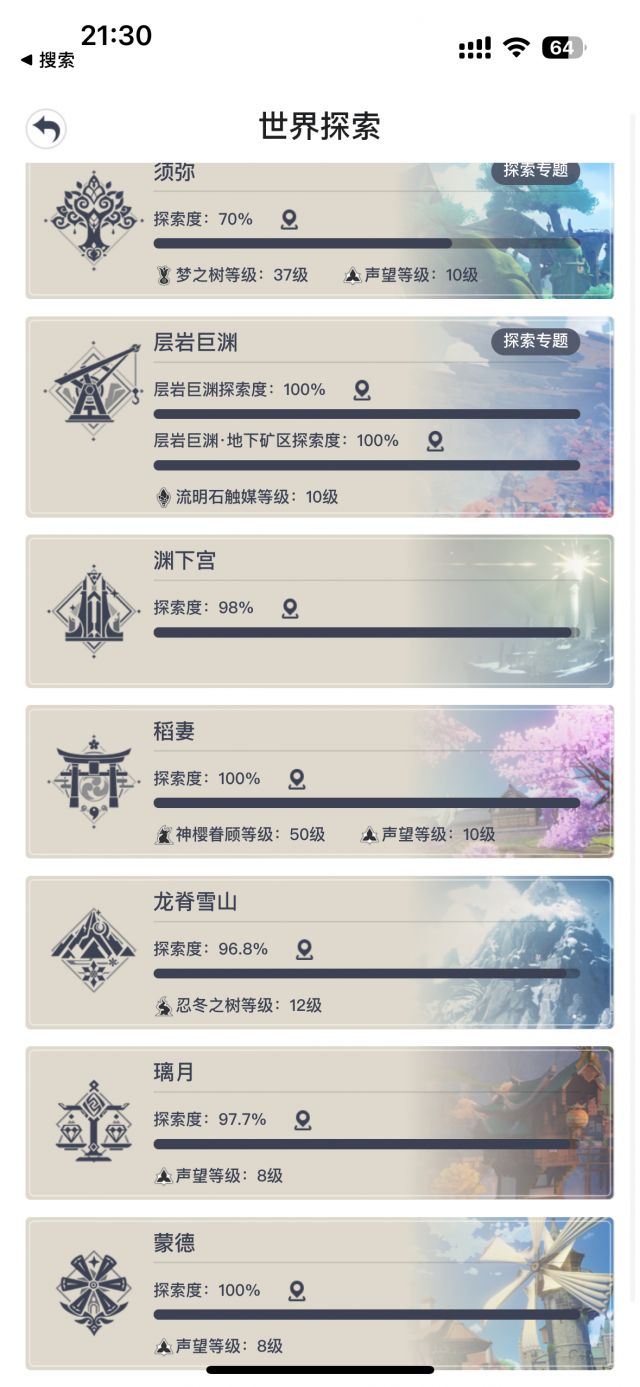 21:30
64
◀ 搜索
世界探索
须弥
探索专题
探索度：70%
梦之树等级：37级
声望等级：10级
层岩巨渊
探索专题
层岩巨渊探索度：100%
层岩巨渊·地下矿区探索度：100%
流明石触媒等级：10级
渊下宫
探索度：98%
稻妻
探索度：100%
神樱眷顾等级：50级
声望等级：10级
龙脊雪山
探索度：96.8%
忍冬之树等级：12级
璃月
探索度：97.7%
声望等级：8级
蒙德
探索度：100%
声望等级：8级